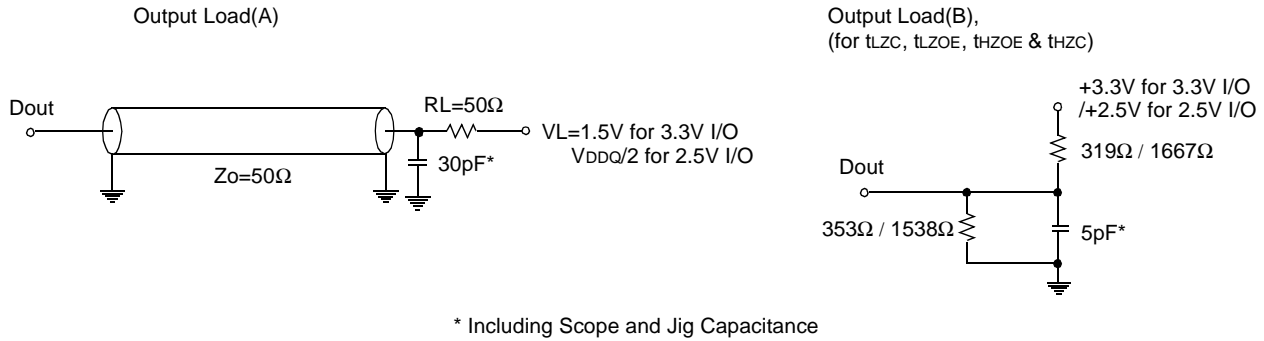 Output Load(A)
Dout
Zo=50Ω
RL=50Ω
30pF*
VL=1.5V for 3.3V I/O
VDDQ/2 for 2.5V I/O
Output Load(B),
(for tLZC, tLZOE, tHZOE & tHZC)
+3.3V for 3.3V I/O
/+2.5V for 2.5V I/O
319Ω / 1667Ω
Dout
353Ω / 1538Ω
5pF*
* Including Scope and Jig Capacitance